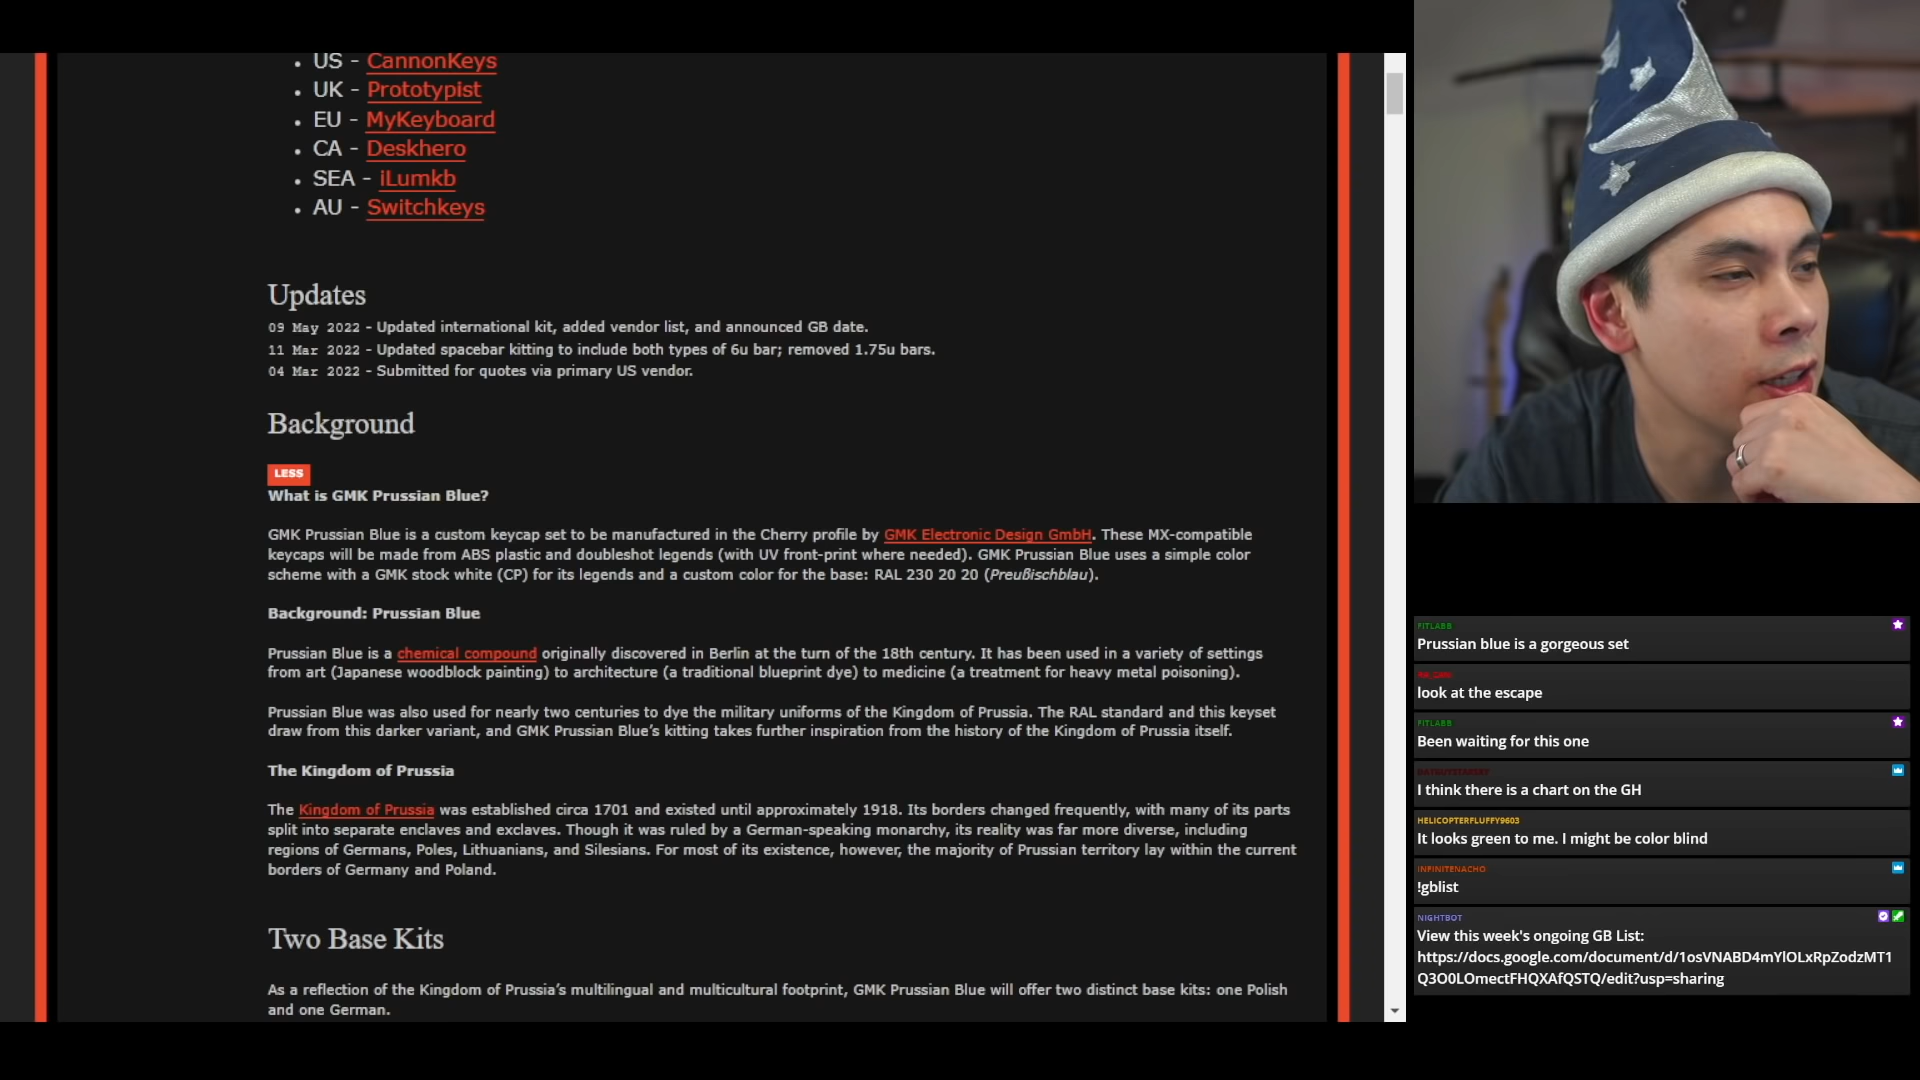 US - CannonKeys
UK - Prototypist
EU - MyKeyboard
CA - Deskhero
SEA - iLumkb
AU - Switchkeys
Updates
09 May 2022 - Updated international kit, added vendor list, and announced GB date.
11 Mar 2022 - Updated spacebar kitting to include both types of 6u bar; removed 1.75u bars.
04 Mar 2022 - Submitted for quotes via primary US vendor.
Background
LESS
What is GMK Prussian Blue?
GMK Prussian Blue is a custom keycap set to be manufactured in the Cherry profile by GMK Electronic Design GmbH. These MX-compatible
keycaps will be made from ABS plastic and doubleshot legends (with UV front-print where needed). GMK Prussian Blue uses a simple color
scheme with a GMK stock white (CP) for its legends and a custom color for the base: RAL 230 20 20 (Preußischblau).
Background: Prussian Blue
Prussian Blue is a chemical compound originally discovered in Berlin at the turn of the 18th century. It has been used in a variety of settings
from art (Japanese woodblock painting) to architecture (a traditional blueprint dye) to medicine (a treatment for heavy metal poisoning).
Prussian Blue was also used for nearly two centuries to dye the military uniforms of the Kingdom of Prussia. The RAL standard and this keyset
draw from this darker variant, and GMK Prussian Blue's kitting takes further inspiration from the history of the Kingdom of Prussia itself.
The Kingdom of Prussia
The Kingdom of Prussia was established circa 1701 and existed until approximately 1918. Its borders changed frequently, with many of its parts
split into separate enclaves and exclaves. Though it was ruled by a German-speaking monarchy, its reality was far more diverse, including
regions of Germans, Poles, Lithuanians, and Silesians. For most of its existence, however, the majority of Prussian territory lay within the current
borders of Germany and Poland.
Two Base Kits
As a reflection of the Kingdom of Prussia's multilingual and multicultural footprint, GMK Prussian Blue will offer two distinct base kits: one Polish
and one German.
FITLABB
Prussian blue is a gorgeous set
look at the escape
FITLABB
Been waiting for this one
I think there is a chart on the GH
HELICOPTERFLUFFY9603
It looks green to me. I might be color blind
INFINITENACHO
!gblist
NIGHTBOT
View this week's ongoing GB List:
https://docs.google.com/document/d/1osVNABD4mYlOLxRpZodzMT1
Q3O0LOmectFHQXAfQSTQ/edit?usp=sharing